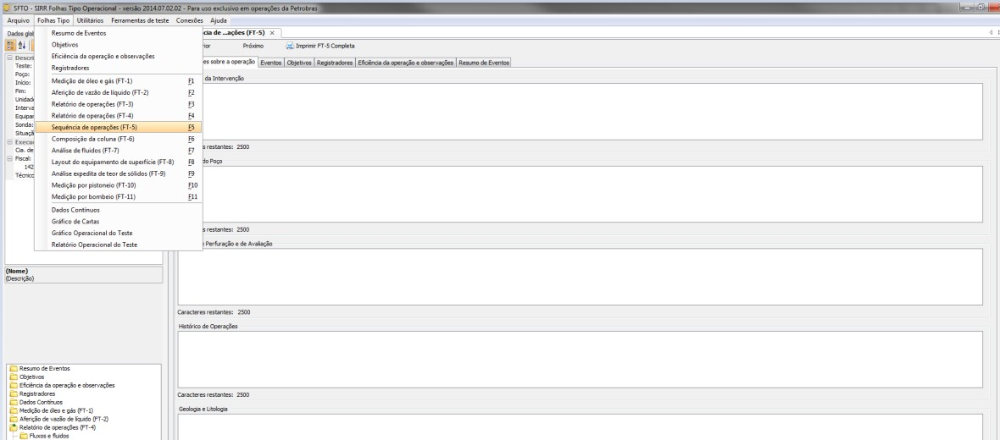 SFTO - SIRR Folhas Tipo Operacional - versão 2014.07.02.02 - Para uso exclusivo em operações da Petrobras
Arquivo Folhas Tipo Utilitários Ferramentas de teste Conexões Ajuda
Dados glob
Resumo de Eventos
Objetivos
Eficiência da operação e observações
Registradores
Medição de óleo e gás (FT-1) F1
Aferição de vazão de líquido (FT-2) F2
Relatório de operações (FT-3) F3
Relatório de operações (FT-4) F4
Sequência de operações (FT-5) F5
Composição da coluna (FT-6) F6
Análise de fluidos (FT-7) F7
Layout do equipamento de superfície (FT-8) F8
Análise expedita de teor de sólidos (FT-9) F9
Medição por pistoneio (FT-10) F10
Medição por bombeio (FT-11) F11
Dados Contínuos
Gráfico de Cartas
Gráfico Operacional do Teste
Relatório Operacional do Teste
Descri
Teste:
Poço:
Início:
Fim:
Unidad
Interva
Equipar
Sonda:
Situaçã
Execu
Cia. de
Fiscal:
142
Técnico
(Nome)
(Descrição)
Resumo de Eventos
Objetivos
Eficiência da operação e observações
Registradores
Dados Contínuos
Medição de óleo e gás (FT-1)
Aferição de vazão de líquido (FT-2)
Relatório de operações (FT-4)
Fluxos e fluidos
cia de ...ações (FT-5)
rior Próximo Imprimir FT-5 Completa
es sobre a operação Eventos Objetivos Registradores Eficiência da operação e observações Resumo de Eventos
da Intervenção
s restantes: 2500
do Poço
s restantes: 2500
e Perfuração e de Avaliação
Caracteres restantes: 2500
Histórico de Operações
Caracteres restantes: 2500
Geologia e Litologia